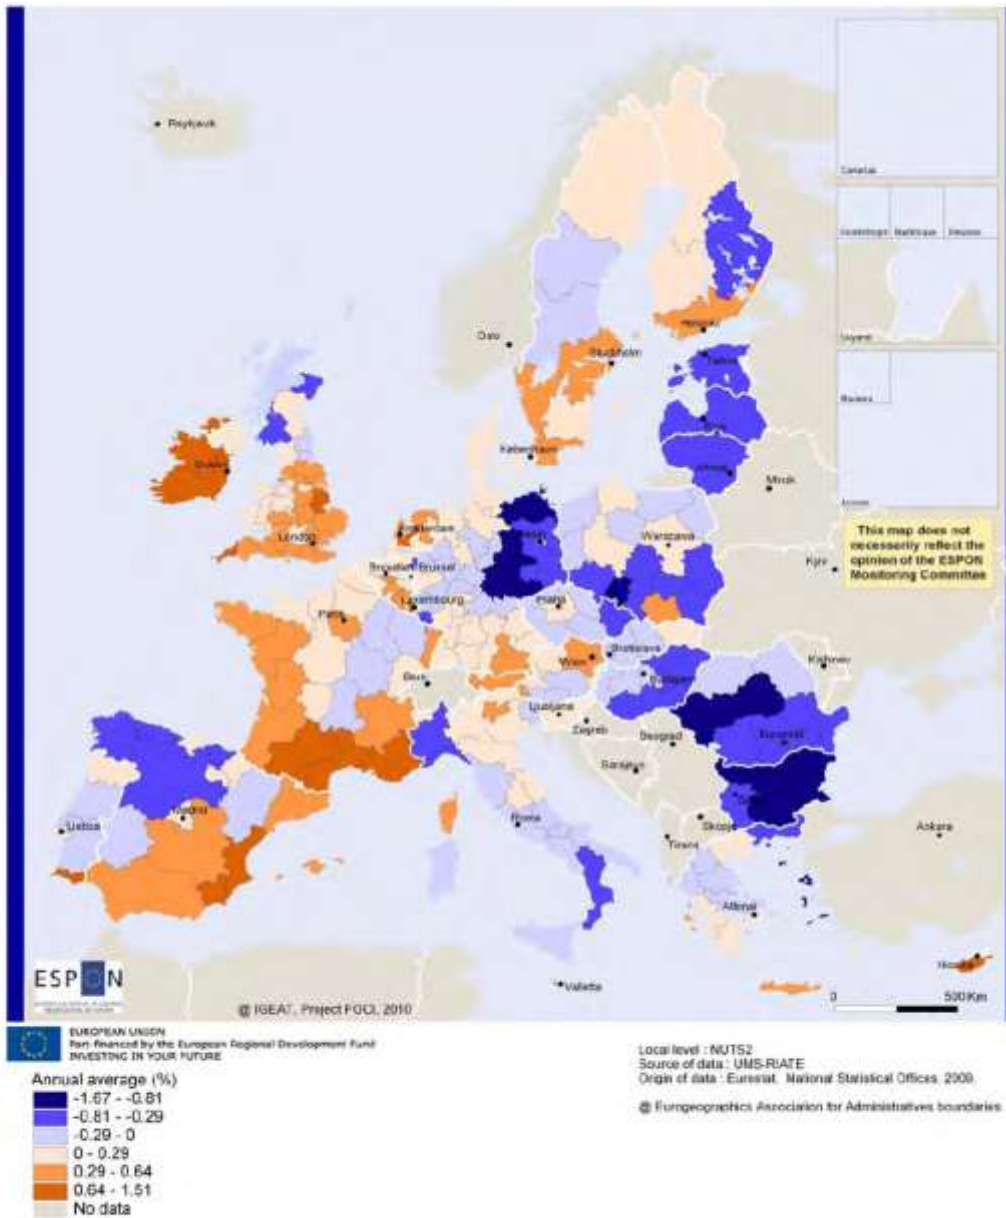 Reykjavik
Canarias
Guadeloupe Martinique Réunion
Guyane
Madeira
Oslo
Stockholm
Helsinki
Tallinn
Riga
Vilnius
Minsk
København
Dublin
London
Amsterdam
Berlin
Warszawa
Kyiv
This map does not
necessarily reflect the
opinion of the ESPON
Monitoring Committee
Luxembourg
Paris
Praha
Wien
Bratislava
Budapest
Kishinev
Bern
Ljubljana
Zagreb
Beograd
Bucuresti
Sarajevo
Lisboa
Madrid
Roma
Skopje
Tirana
Ankara
Athinai
Nicosia
Valletta
ESPON
@ IGEAT, Project FOCI, 2010
0 500 Km
EUROPEAN UNION
Part-financed by the European Regional Development Fund
INVESTING IN YOUR FUTURE
Local level : NUTS2
Source of data : UMS-RIATE
Origin of data : Eurostat, National Statistical Offices, 2009,
@ Eurogeographics Association for Administratives boundaries
Annual average (%)
-1.67 - -0.81
-0.81 - -0.29
-0.29 - 0
0 - 0.29
0.29 - 0.64
0.64 - 1.51
No data